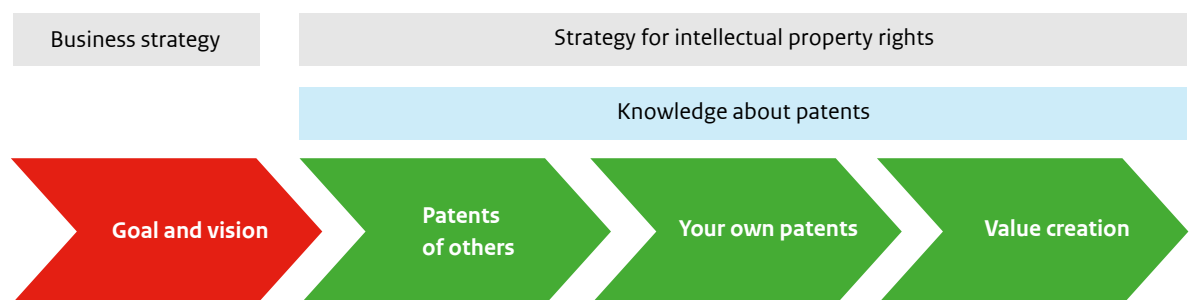 Business strategy
Strategy for intellectual property rights
Knowledge about patents
Goal and vision
Patents
of others
Your own patents
Value creation